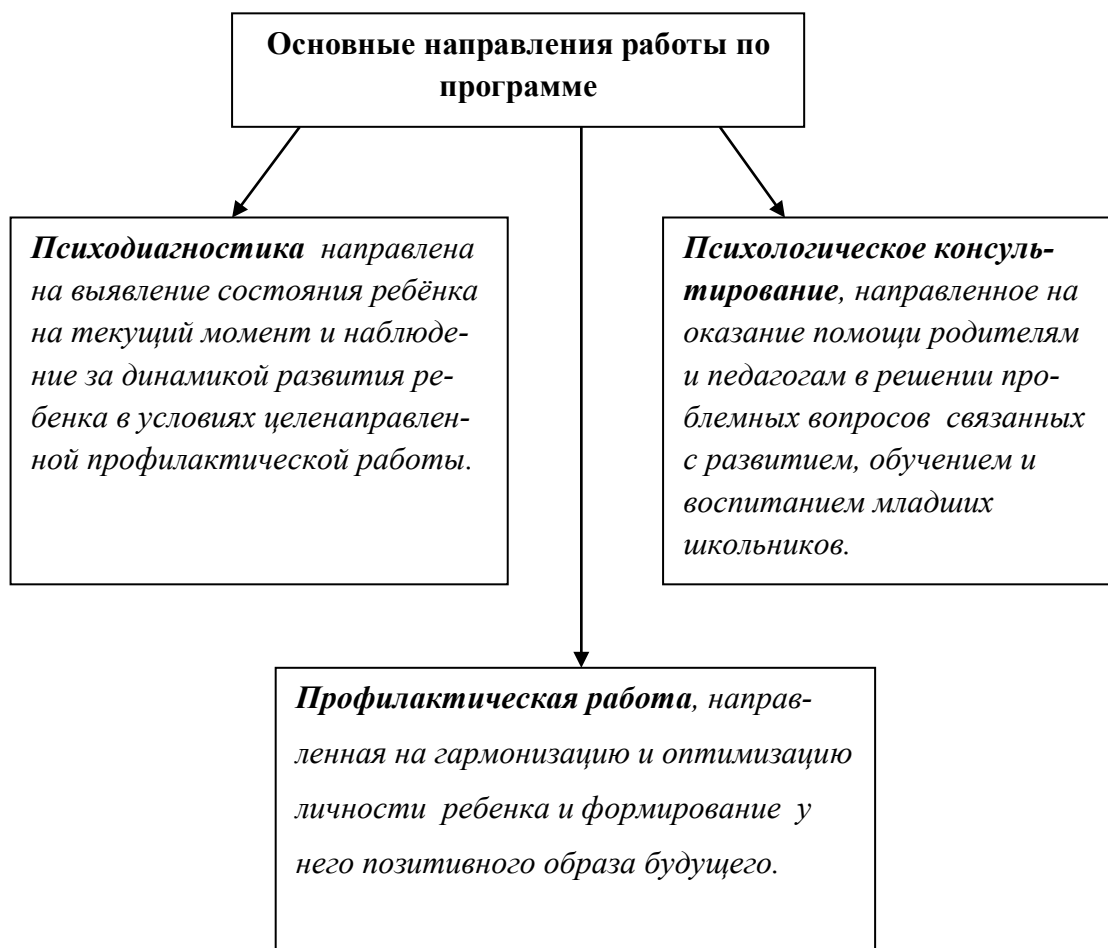 Основные направления работы по
программе
Психодиагностика направлена
на выявление состояния ребёнка
на текущий момент и наблюде-
ние за динамикой развития ре-
бенка в условиях целенаправлен-
ной профилактической работы.
Психологическое консуль-
тирование, направленное на
оказание помощи родителям
и педагогам в решении про-
блемных вопросов связанных
с развитием, обучением и
воспитанием младших
школьников.
Профилактическая работа, направ-
ленная на гармонизацию и оптимизацию
личности ребенка и формирование у
него позитивного образа будущего.